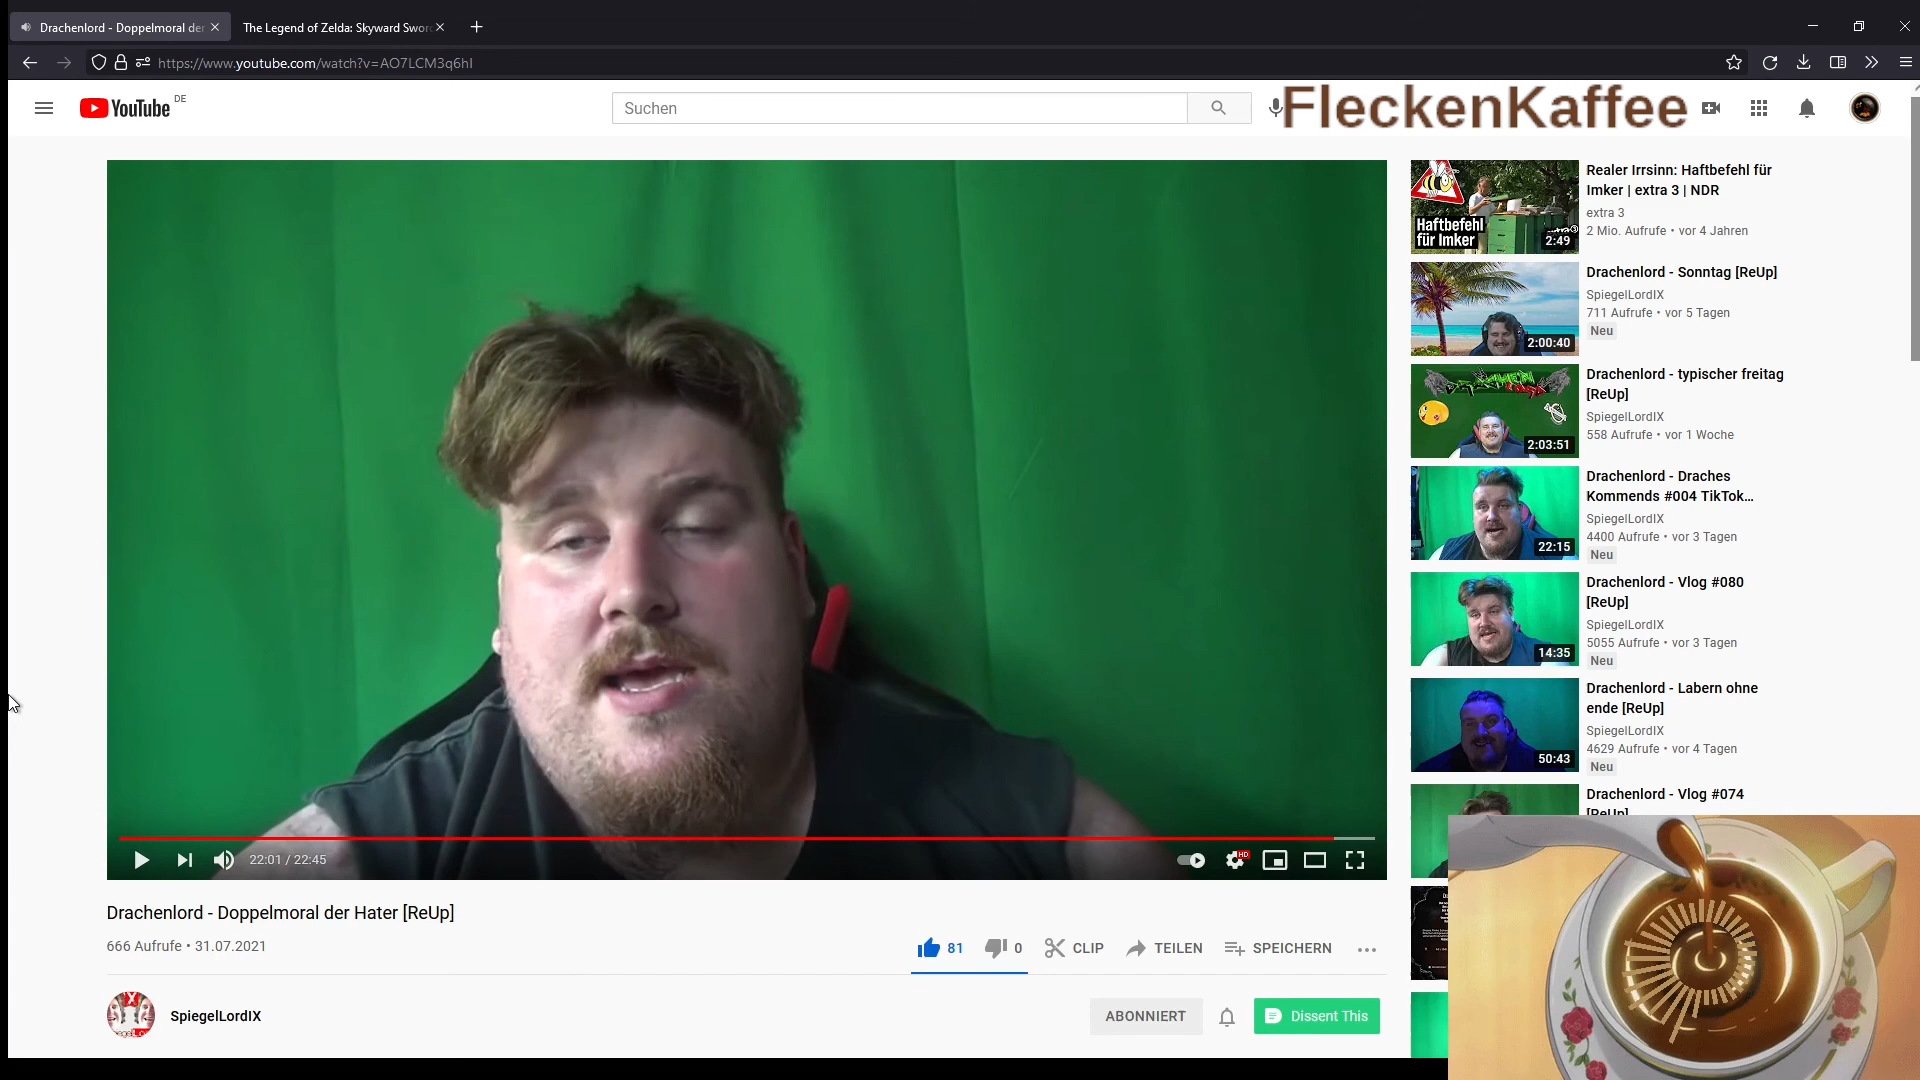 Drachenlord - Doppelmoral der
The Legend of Zelda: Skyward Swor
https://www.youtube.com/watch?v=AO7LCM3q6hI
YouTube DE
Suchen
FleckenKaffee
Haftbefehl
für Imker
2:49
Realer Irrsinn: Haftbefehl für
Imker | extra 3 | NDR
extra 3
2 Mio. Aufrufe • vor 4 Jahren
2:00:40
Drachenlord - Sonntag [ReUp]
SpiegelLordIX
711 Aufrufe • vor 5 Tagen
Neu
2:03:51
Drachenlord - typischer freitag
[ReUp]
SpiegelLordIX
558 Aufrufe • vor 1 Woche
22:15
Drachenlord - Draches
Kommends #004 TikTok...
SpiegelLordIX
4400 Aufrufe • vor 3 Tagen
Neu
14:35
Drachenlord - Vlog #080
[ReUp]
SpiegelLordIX
5055 Aufrufe • vor 3 Tagen
Neu
50:43
Drachenlord - Labern ohne
ende [ReUp]
SpiegelLordIX
4629 Aufrufe • vor 4 Tagen
Neu
Drachenlord - Vlog #074
[ReUp]
22:01 / 22:45
HD
Drachenlord - Doppelmoral der Hater [ReUp]
666 Aufrufe • 31.07.2021
81
0
CLIP
TEILEN
SPEICHERN
SpiegelLordIX
ABONNIERT
Dissent This